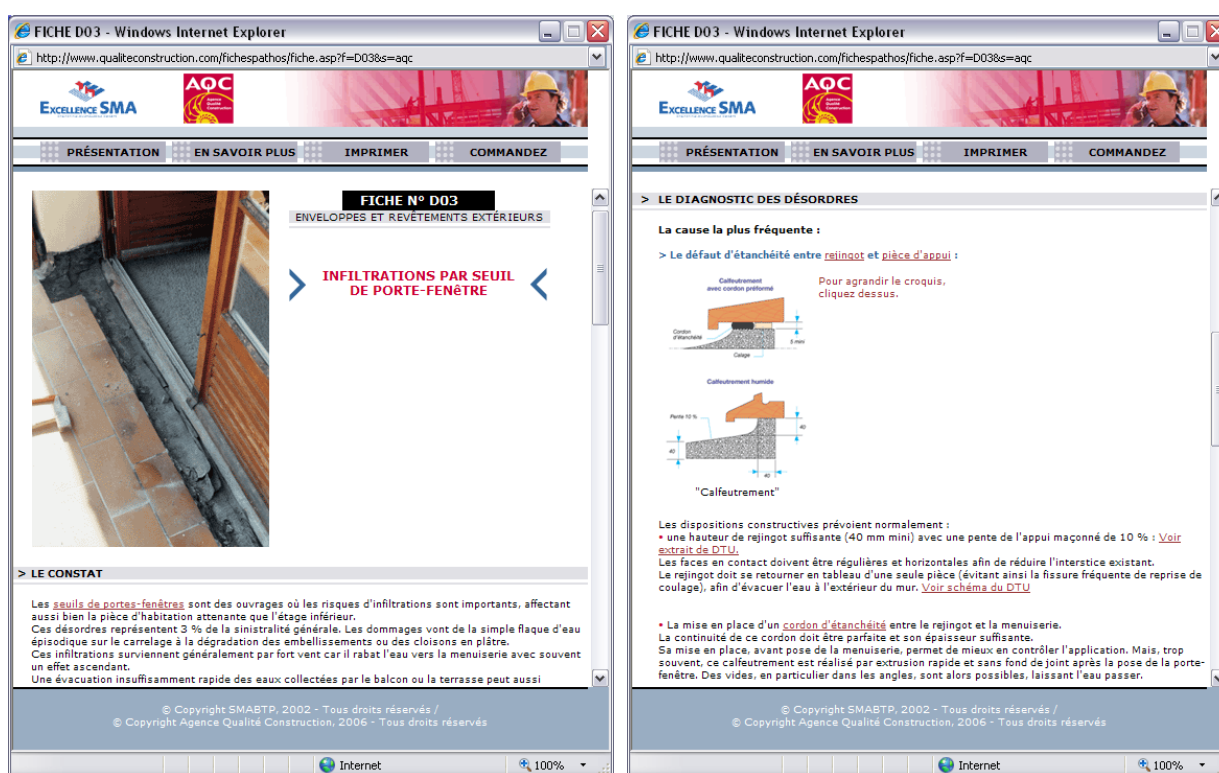 FICHE D03 - Windows Internet Explorer
http://www.qualiteconstruction.com/fichespathos/fiche.asp?f=D03&s=aqc
EXCELLENCE SMA
AQC
Agence
Qualité
Construction
PRÉSENTATION
EN SAVOIR PLUS
IMPRIMER
COMMANDEZ
FICHE N° D03
ENVELOPPES ET REVÊTEMENTS EXTÉRIEURS
INFILTRATIONS PAR SEUIL
DE PORTE-FENêTRE
> LE CONSTAT
Les seuils de portes-fenêtres sont des ouvrages où les risques d'infiltrations sont importants, affectant
aussi bien la pièce d'habitation attenante que l'étage inférieur.
Ces désordres représentent 3 % de la sinistralité générale. Les dommages vont de la simple flaque d'eau
épisodique sur le carrelage à la dégradation des embellissements ou des cloisons en plâtre.
Ces infiltrations surviennent généralement par fort vent car il rabat l'eau vers la menuiserie avec souvent
un effet ascendant.
Une évacuation insuffisamment rapide des eaux collectées par le balcon ou la terrasse peut aussi
© Copyright SMABTP, 2002 - Tous droits réservés /
© Copyright Agence Qualité Construction, 2006 - Tous droits réservés
Internet
100%
FICHE D03 - Windows Internet Explorer
http://www.qualiteconstruction.com/fichespathos/fiche.asp?f=D03&s=aqc
EXCELLENCE SMA
AQC
Agence
Qualité
Construction
PRÉSENTATION
EN SAVOIR PLUS
IMPRIMER
COMMANDEZ
> LE DIAGNOSTIC DES DÉSORDRES
La cause la plus fréquente :
> Le défaut d'étanchéité entre rejingot et pièce d'appui :
Pour agrandir le croquis,
cliquez dessus.
Calfeutrement
avec cordon préformé
Cordon
d'étanchéité
5 mini
Calage
Calfeutrement humide
Pente 10 %
40
40
40
"Calfeutrement"
Les dispositions constructives prévoient normalement :
• une hauteur de rejingot suffisante (40 mm mini) avec une pente de l'appui maçonné de 10 % : Voir
extrait de DTU.
Les faces en contact doivent être régulières et horizontales afin de réduire l'interstice existant.
Le rejingot doit se retourner en tableau d'une seule pièce (évitant ainsi la fissure fréquente de reprise de
coulage), afin d'évacuer l'eau à l'extérieur du mur. Voir schéma du DTU
• La mise en place d'un cordon d'étanchéité entre le rejingot et la menuiserie.
La continuité de ce cordon doit être parfaite et son épaisseur suffisante.
Sa mise en place, avant pose de la menuiserie, permet de mieux en contrôler l'application. Mais, trop
souvent, ce calfeutrement est réalisé par extrusion rapide et sans fond de joint après la pose de la porte-
fenêtre. Des vides, en particulier dans les angles, sont alors possibles, laissant l'eau passer.
© Copyright SMABTP, 2002 - Tous droits réservés /
© Copyright Agence Qualité Construction, 2006 - Tous droits réservés
Internet
100%